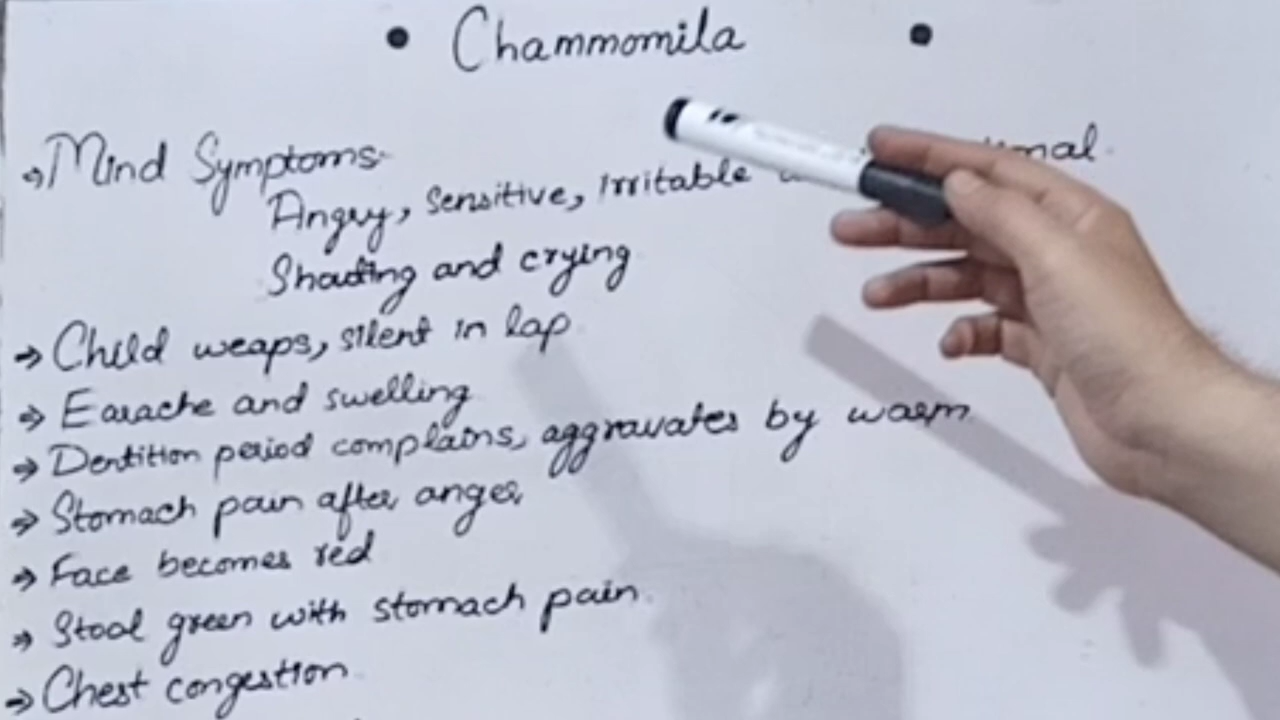 • Chammomila •
→ Mind Symptoms
Angry, Sensitive, irritable
Shouting and crying
→ Child weaps, silent in lap
→ Earache and swelling
→ Dentition period complains, aggravates by warm
→ Stomach pain after anger
→ Face becomes red
→ Stool green with stomach pain
→ Chest congestion